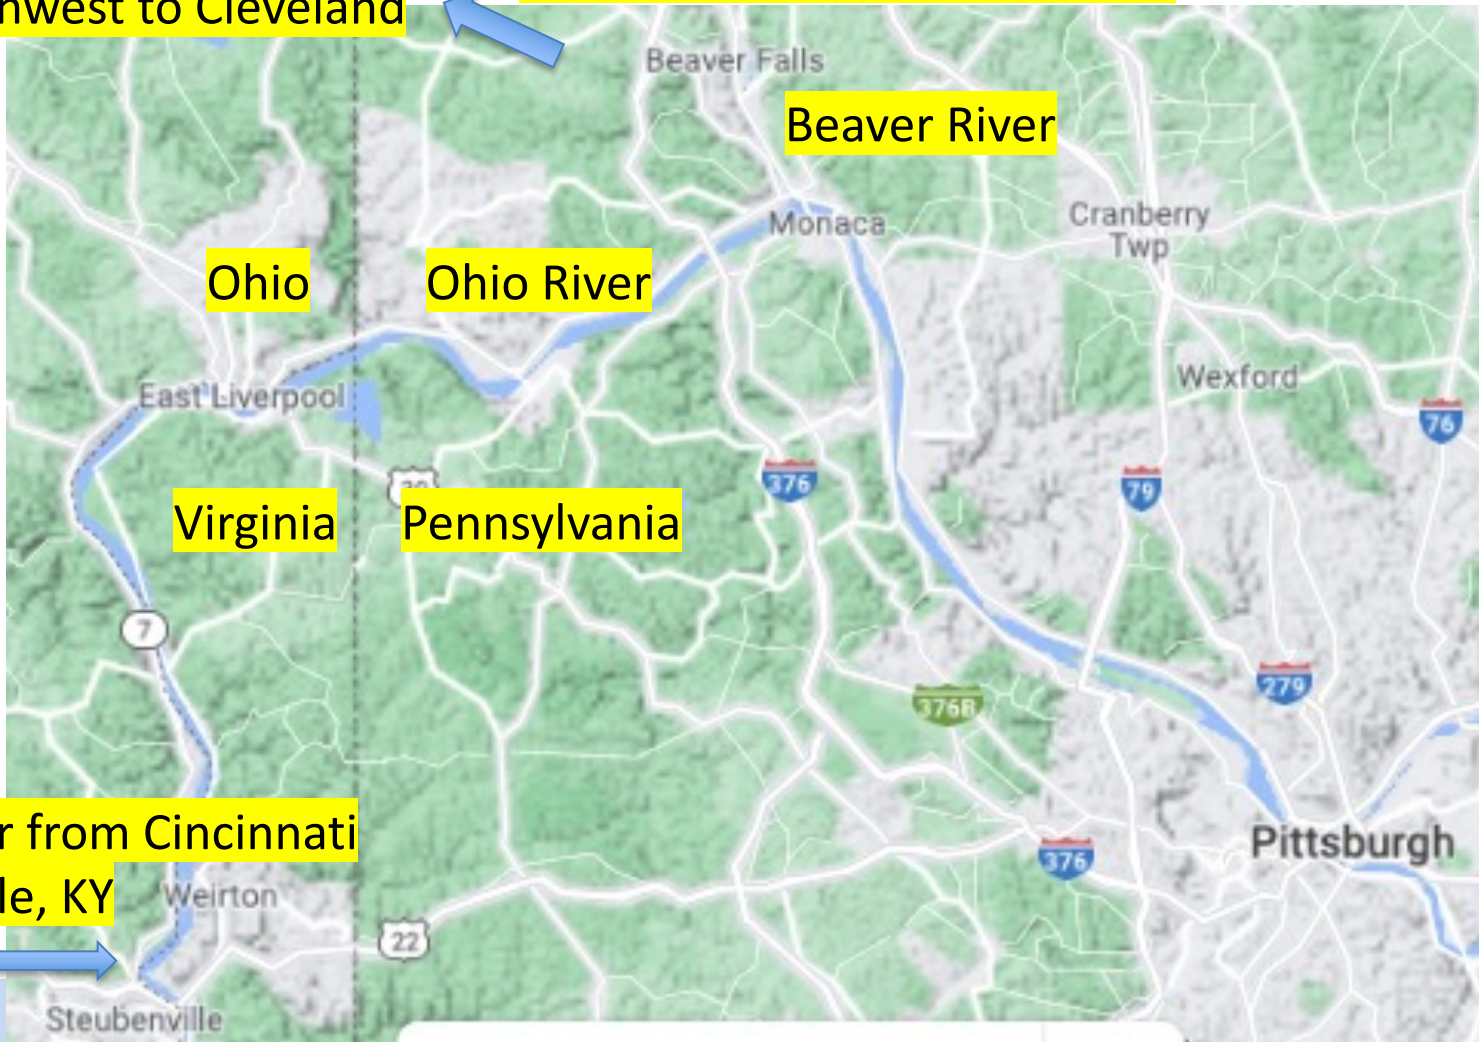 nwest to Cleveland
Beaver Falls
Beaver River
Monaca
Cranberry
Twp
Ohio
Ohio River
Wexford
East Liverpool
76
376
79
Virginia
Pennsylvania
7
279
376B
r from Cincinnati
Pittsburgh
376
le, KY
Weirton
22
Steubenville